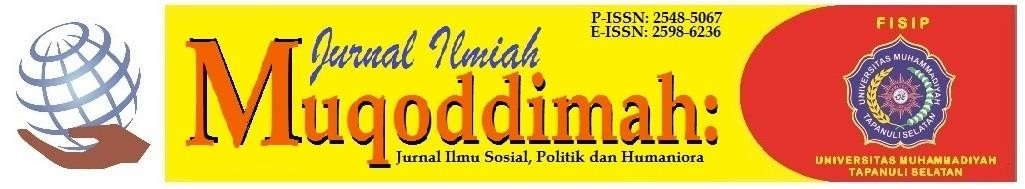 P-ISSN: 2548-5067
E-ISSN: 2598-6236
Jurnal Ilmiah
Muqoddimah:
Jurnal Ilmu Sosial, Politik dan Humaniora
FISIP
UNIVERSITAS MUHAMMADIYAH
TAPANULI SELATAN
UNIVERSITAS MUHAMMADIYAH
TAPANULI SELATAN